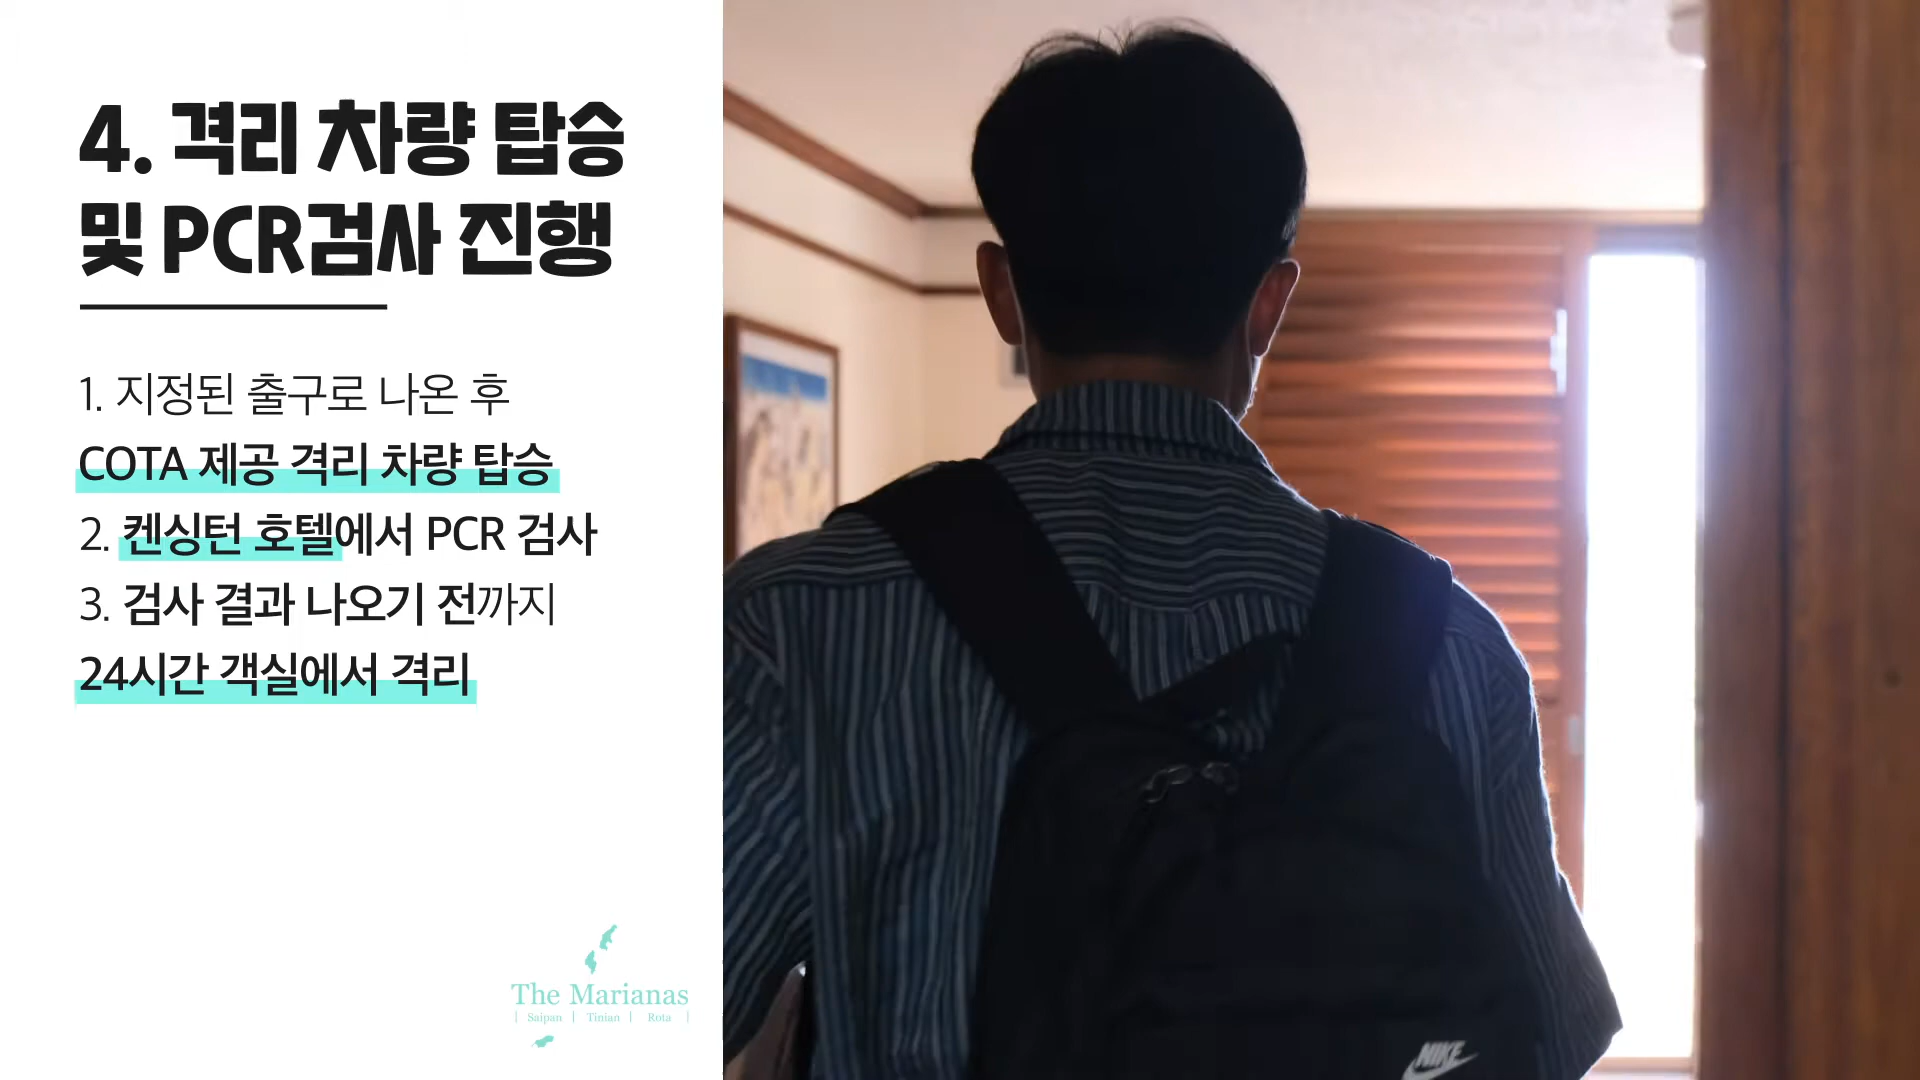 4. 격리 차량 탑승
및 PCR검사 진행
1. 지정된 출구로 나온 후
COTA 제공 격리 차량 탑승
2. 켄싱턴 호텔에서 PCR 검사
3. 검사 결과 나오기 전까지
24시간 객실에서 격리
The Marianas
| Saipan | Tinian | Rota |
NIKE